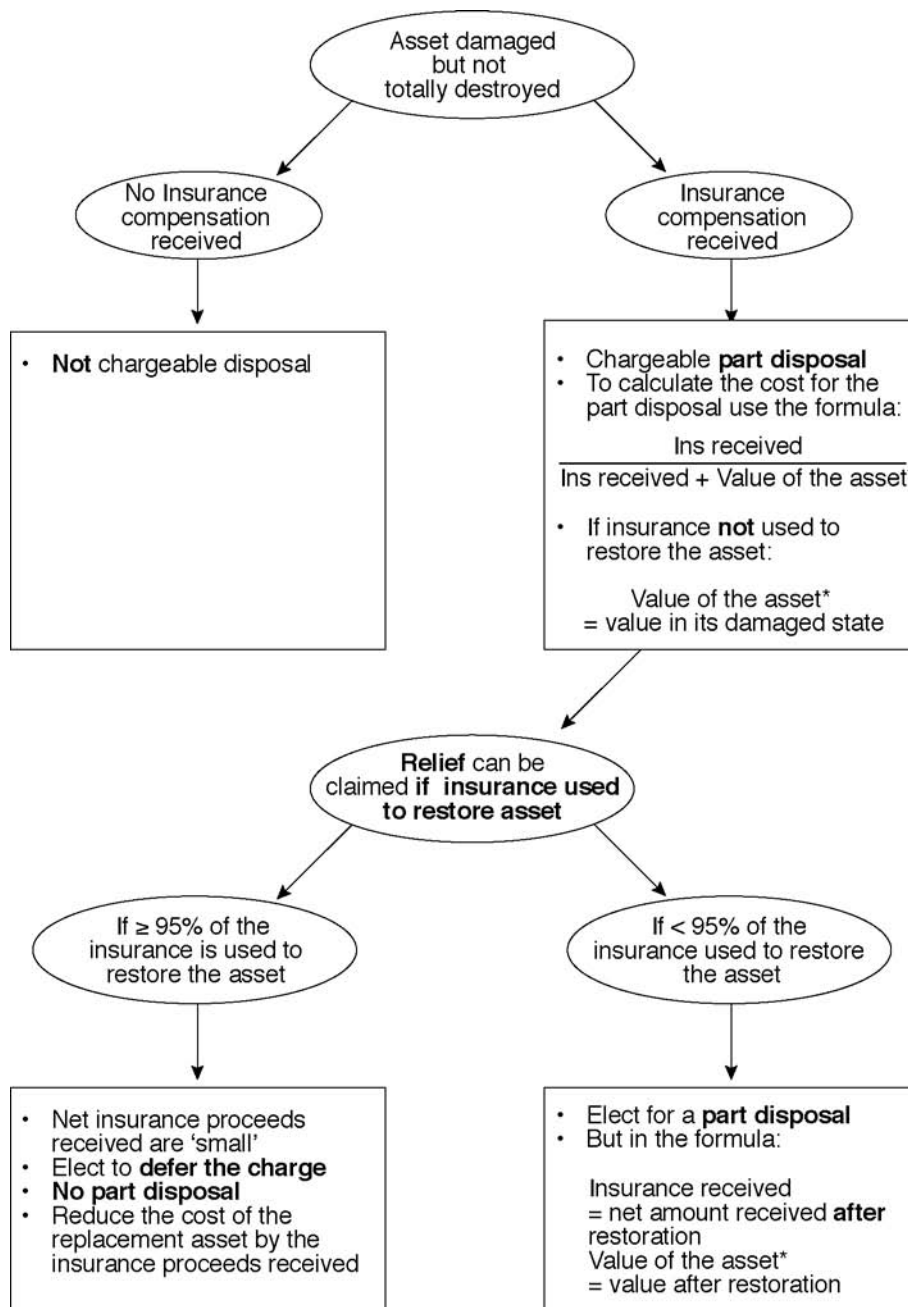 Asset damaged
but not
totally destroyed
No Insurance
compensation
received
Insurance
compensation
received
• Not chargeable disposal
• Chargeable part disposal
• To calculate the cost for the
part disposal use the formula:
Ins received
Ins received + Value of the asset
• If insurance not used to
restore the asset:
Value of the asset*
= value in its damaged state
Relief can be
claimed if insurance used
to restore asset
If ≥ 95% of the
insurance is used to
restore the asset
If < 95% of the
insurance used to restore
the asset
• Net insurance proceeds
received are ‘small’
• Elect to defer the charge
• No part disposal
• Reduce the cost of the
replacement asset by the
insurance proceeds received
• Elect for a part disposal
• But in the formula:
Insurance received
= net amount received after
restoration
Value of the asset*
= value after restoration